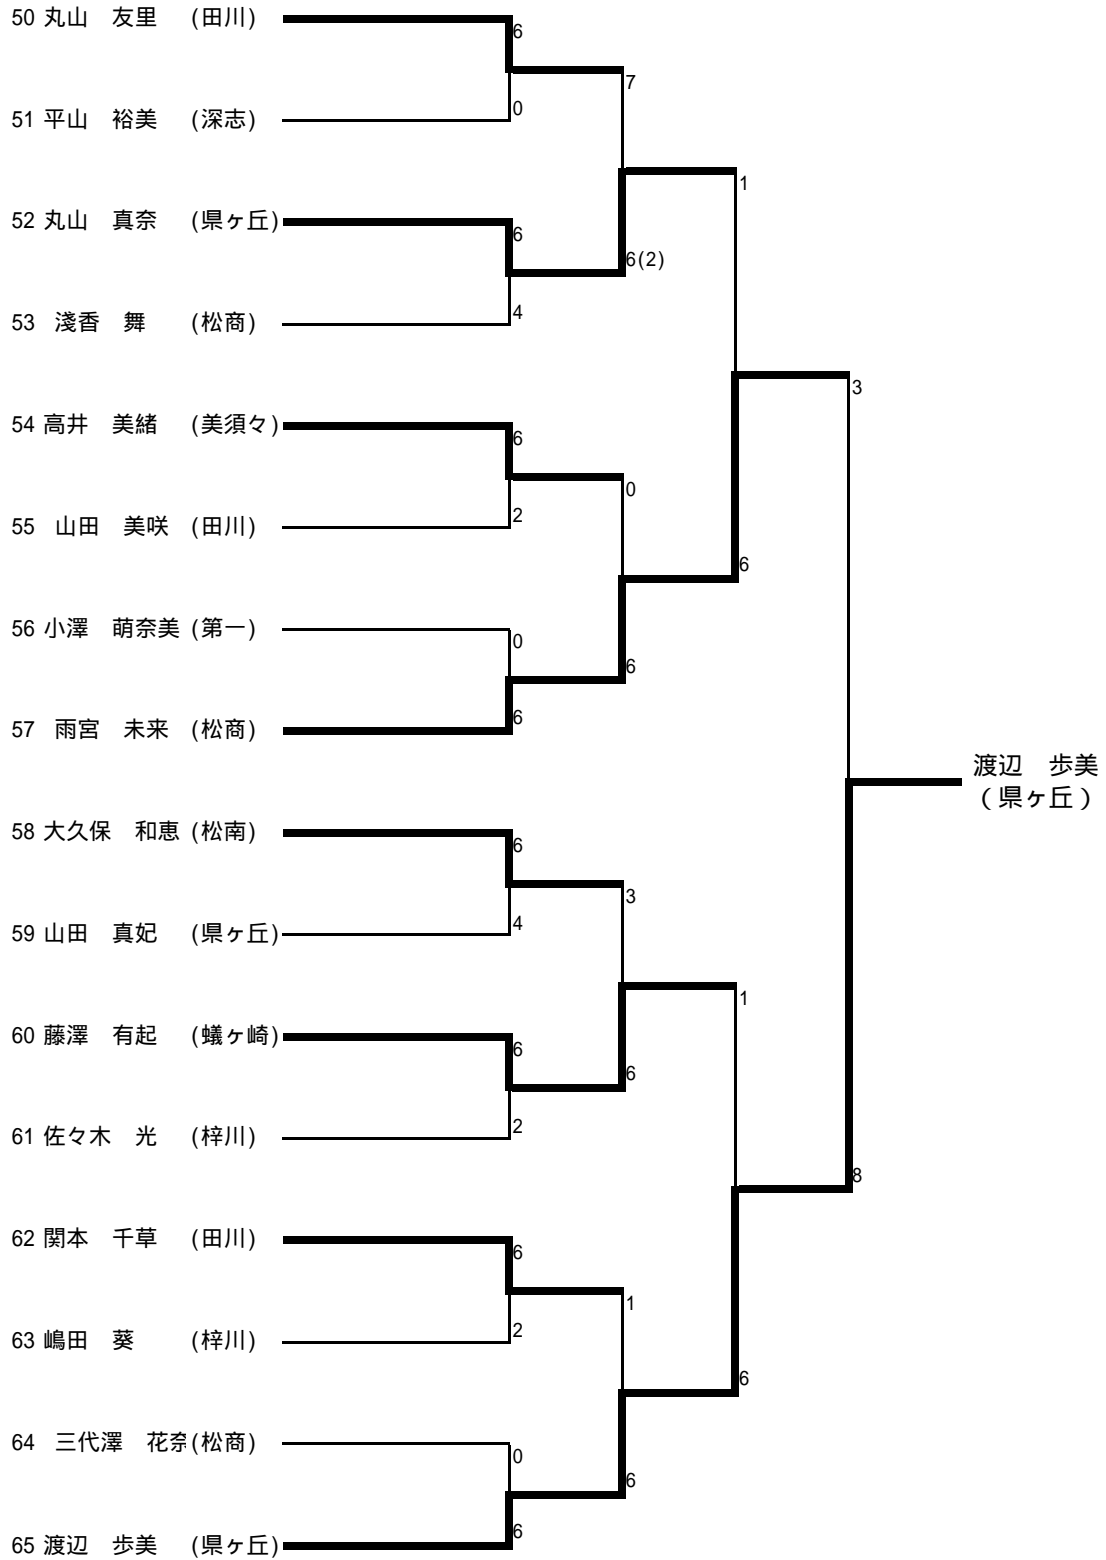 50 丸山　友里　(田川)
6
7
0
51 平山　裕美　(深志)
1
52 丸山　真奈　(県ヶ丘)
6
6(2)
4
53 淺香　舞　(松商)
3
54 高井　美緒　(美須々)
6
0
2
55 山田　美咲　(田川)
6
56 小澤　萌奈美 (第一)
0
6
6
57 雨宮　未来　(松商)
渡辺　歩美
（県ヶ丘）
58 大久保　和恵 (松南)
6
3
4
59 山田　真妃　(県ヶ丘)
1
60 藤澤　有起　(蟻ヶ崎)
6
6
2
61 佐々木　光　(梓川)
8
62 関本　千草　(田川)
6
1
2
63 嶋田　葵　(梓川)
6
64 三代澤　花奈 (松商)
0
6
6
65 渡辺　歩美　(県ヶ丘)